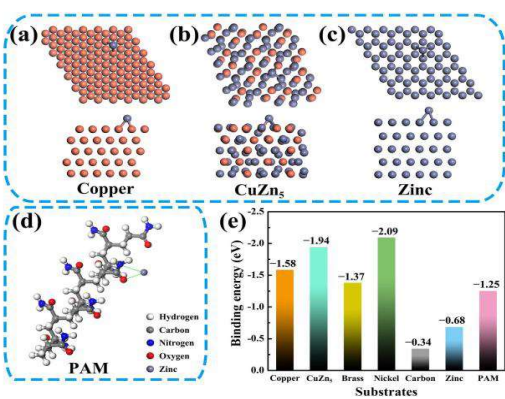 (a)
(b)
(c)
Copper
CuZn₅
Zinc
(d)
Hydrogen
Carbon
Nitrogen
Oxygen
Zinc
PAM
(e)
Binding energy (eV)
-2.5
-2.0
-1.5
-1.0
-0.5
0.0
−1.58
−1.94
−1.37
−2.09
−0.34
−0.68
−1.25
Copper CuZn₅ Brass Nickel Carbon Zinc PAM
Substrates